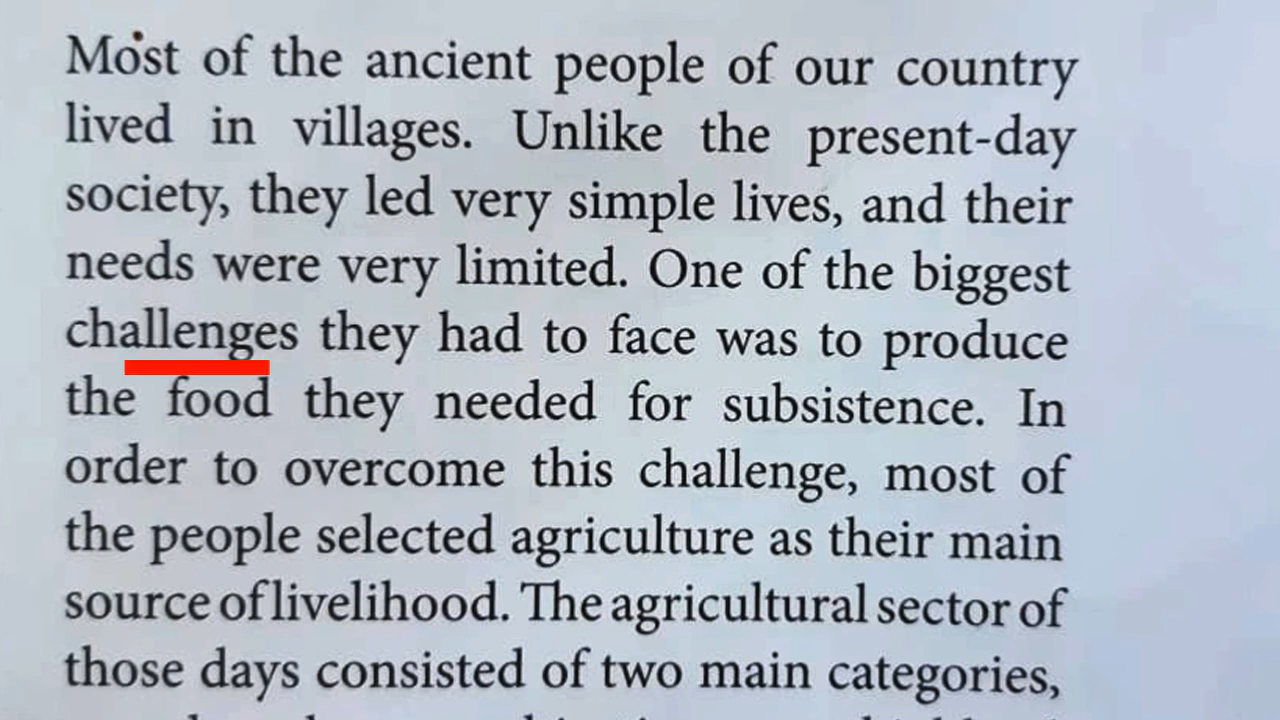 Most of the ancient people of our country
lived in villages. Unlike the present-day
society, they led very simple lives, and their
needs were very limited. One of the biggest
challenges they had to face was to produce
the food they needed for subsistence. In
order to overcome this challenge, most of
the people selected agriculture as their main
source of livelihood. The agricultural sector of
those days consisted of two main categories,